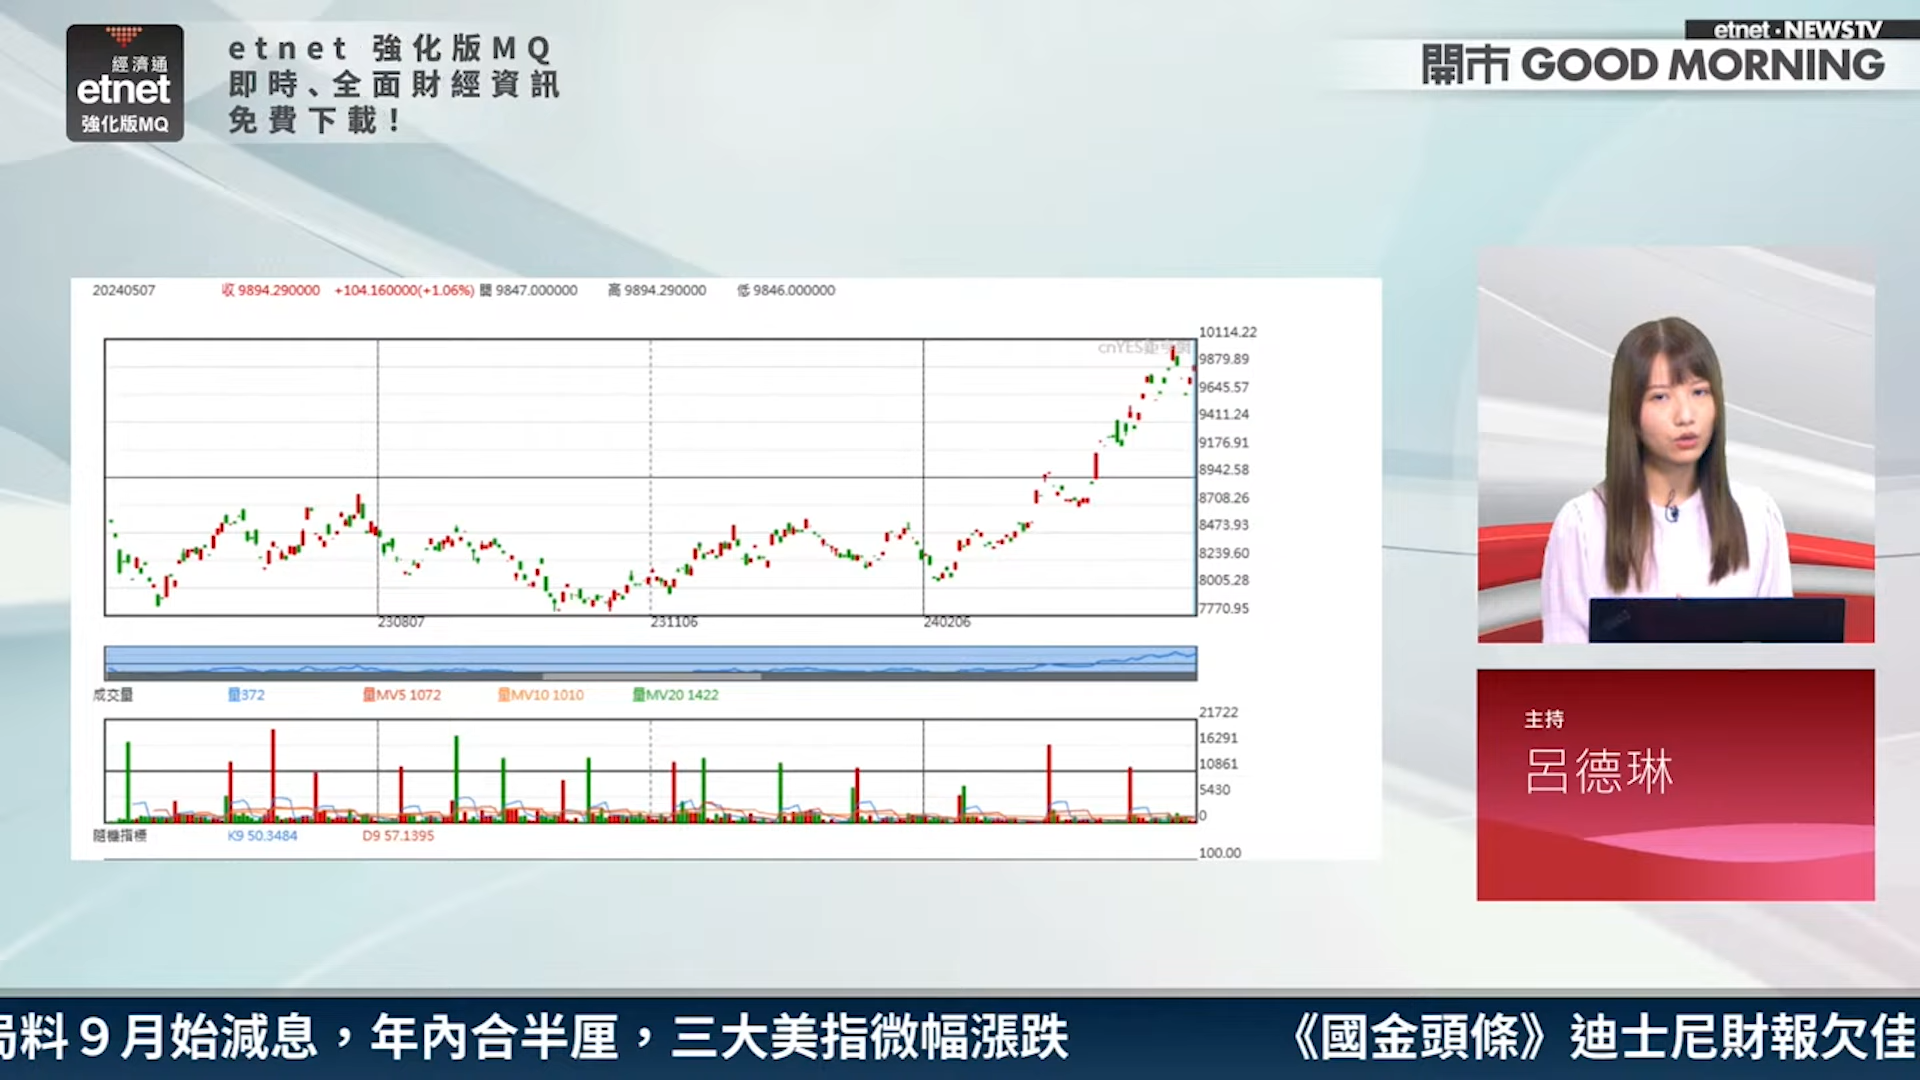 經濟通
etnet
強化版MQ
etnet 強化版MQ
即時、全面財經資訊
免費下載！
etnet·NEWSTV
開市 GOOD MORNING
20240507 收 9894.290000 +104.160000(+1.06%) 開 9847.000000 高 9894.290000 低 9846.000000
cnYES
10114.22
9879.89
9645.57
9411.24
9176.91
8942.58
8708.26
8473.93
8239.60
8005.28
7770.95
230807 231106 240206
成交量 量372 量MV5 1072 量MV10 1010 量MV20 1422
21722
16291
10861
5430
0
隨機指標 K9 50.3484 D9 57.1395
100.00
主持
呂德琳
料９月始減息，年內合半厘，三大美指微幅漲跌 《國金頭條》迪士尼財報欠佳